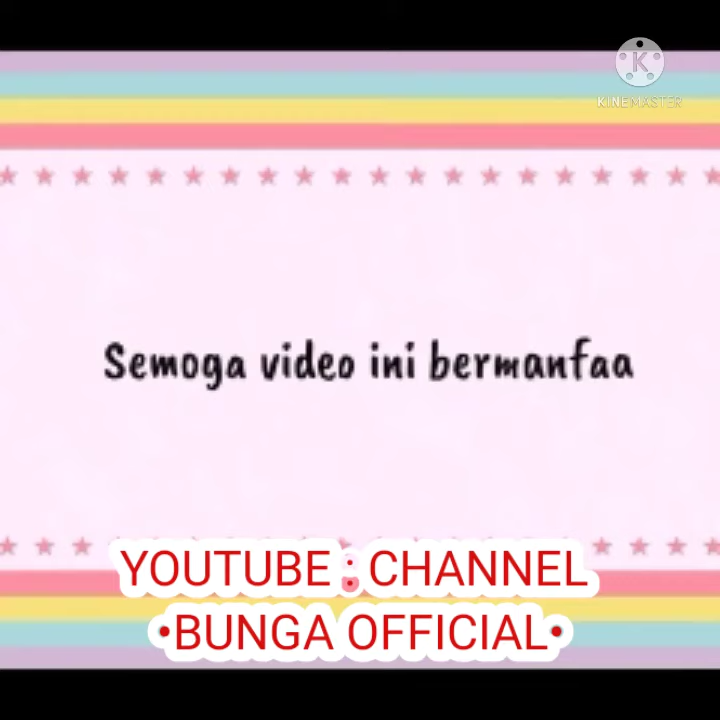 KINEMASTER
Semoga video ini bermanfaa
YOUTUBE : CHANNEL
•BUNGA OFFICIAL•